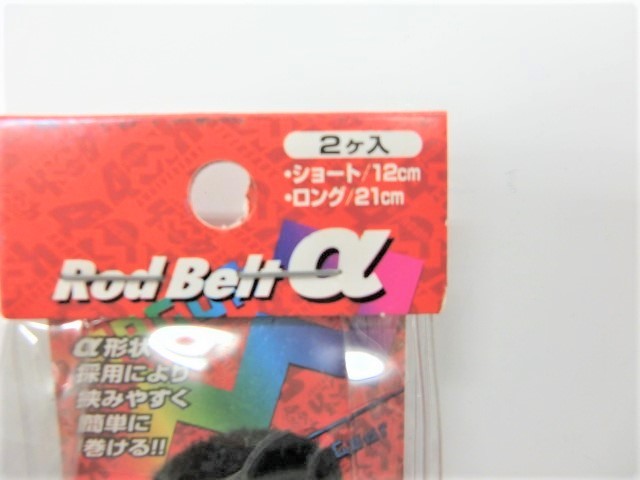 2ヶ入
・ショート/12cm
・ロング/21cm
Rod Belt α
α形状
採用により
挟みやすく
簡単に
巻ける!!